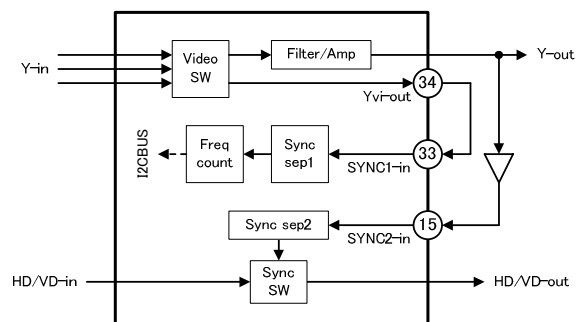 Y-in
Video
SW
Filter/Amp
Y-out
34
Yvi-out
I2CBUS
Freq
count
Sync
sep1
33
SYNC1-in
Sync sep2
15
SYNC2-in
HD/VD-in
Sync
SW
HD/VD-out